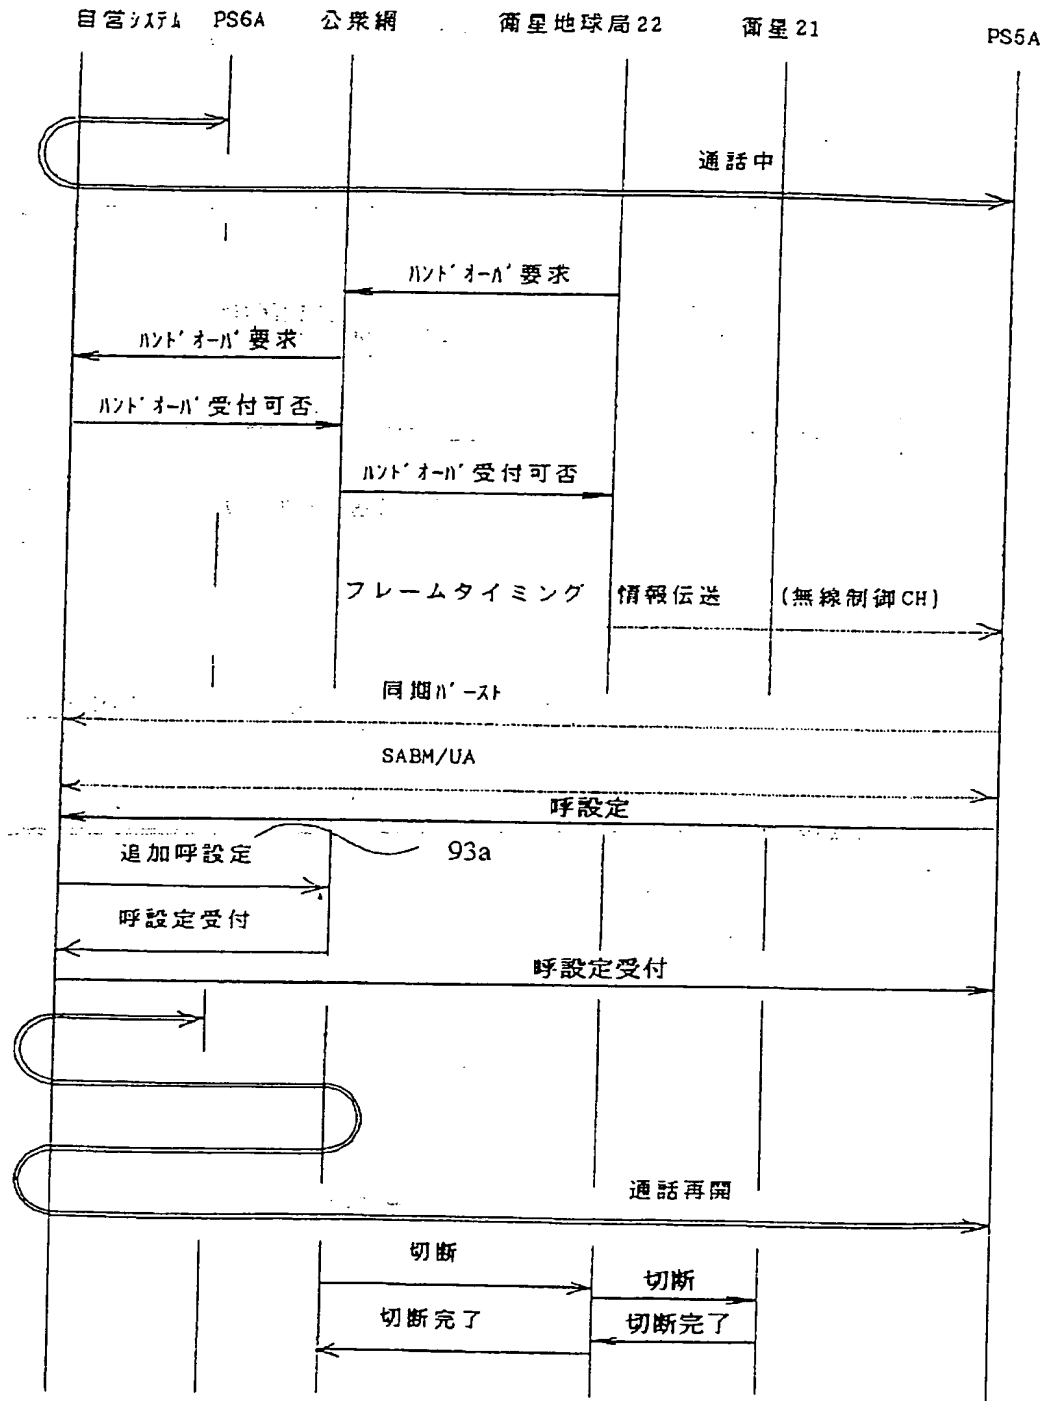 自営ｼｽﾃﾑ PS6A 公衆網 衛星地球局22 衛星21 PS5A
通話中
ﾊﾝﾄﾞｵｰﾊﾞ要求
ﾊﾝﾄﾞｵｰﾊﾞ要求
ﾊﾝﾄﾞｵｰﾊﾞ受付可否
ﾊﾝﾄﾞｵｰﾊﾞ受付可否
フレームタイミング 情報伝送 (無線制御CH)
同期ﾊﾞｰｽﾄ
SABM/UA
呼設定
追加呼設定 93a
呼設定受付
呼設定受付
通話再開
切断
切断
切断完了
切断完了